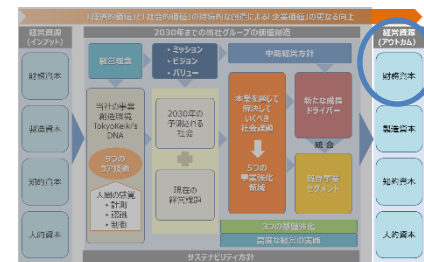 「経済的価値」と「社会的価値」の持続的な創造による「企業価値」の更なる向上
経営資源
(インプット)
財務資本
製造資本
知的資本
人的資本
2030年までの当社グループの価値創造
経営理念
• ミッション
• ビジョン
• バリュー
中期経営方針
当社の事業
創造環境
TokyoKeiki's
DNA
9つの
コア技術
人間の感覚
• 計測
• 認識
• 制御
2030年の
予測される
社会
現在の
経営課題
本業を通して
解決して
いくべき
社会課題
5つの
事業強化
領域
新たな成長
ドライバー
統合
既存事業
セグメント
3つの基盤強化
高度な経営の実践
サステナビリティ方針
経営資源
(アウトカム)
財務資本
製造資本
知的資本
人的資本